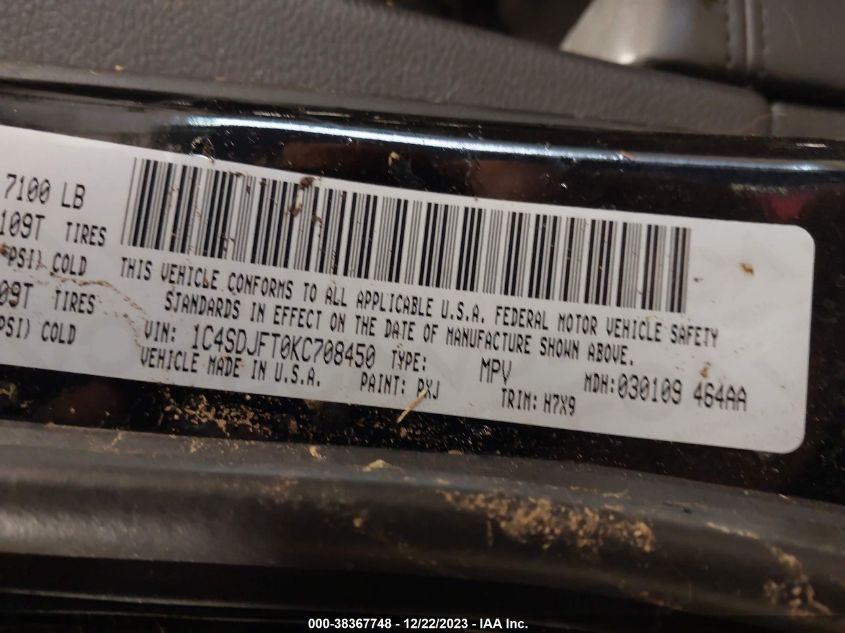 7100 LB
109T TIRES
PSI) COLD
09T TIRES
PSI) COLD
THIS VEHICLE CONFORMS TO ALL APPLICABLE U.S.A. FEDERAL MOTOR VEHICLE SAFETY
STANDARDS IN EFFECT ON THE DATE OF MANUFACTURE SHOWN ABOVE.
VIN: 1C4SDJFT0KC708450 TYPE: MPV MDH:030109 464AA
VEHICLE MADE IN U.S.A. PAINT: PXJ TRIM: H7X9
000-38367748 - 12/22/2023 - IAA Inc.